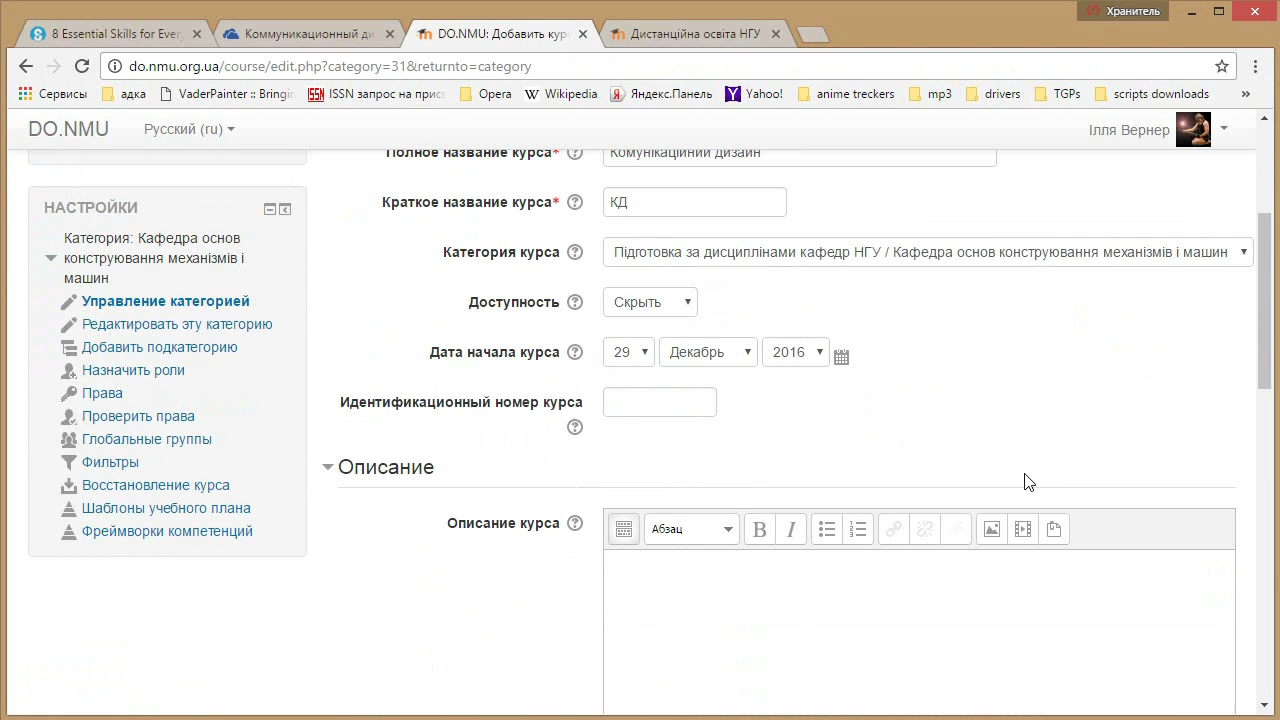 Хранитель
8 Essential Skills for Every
Коммуникационный ди
DO.NMU: Добавить кур
Дистанційна освіта НГУ
do.nmu.org.ua/course/edit.php?category=31&returnto=category
Сервисы
адка
VaderPainter :: Bringin
ISSN запрос на присв
Opera
Wikipedia
Яндекс.Панель
Yahoo!
anime treckers
mp3
drivers
TGPs
scripts downloads
»
DO.NMU
Русский (ru)
Ілля Вернер
Полное название курса*
Комунікаційний дизайн
НАСТРОЙКИ
Категория: Кафедра основ
конструювання механізмів і
машин
Управление категорией
Редактировать эту категорию
Добавить подкатегорию
Назначить роли
Права
Проверить права
Глобальные группы
Фильтры
Восстановление курса
Шаблоны учебного плана
Фреймворки компетенций
Краткое название курса*
КД
Категория курса
Підготовка за дисциплінами кафедр НГУ / Кафедра основ конструювання механізмів і машин
Доступность
Скрыть
Дата начала курса
29 Декабрь 2016
Идентификационный номер курса
Описание
Описание курса
Абзац
B I